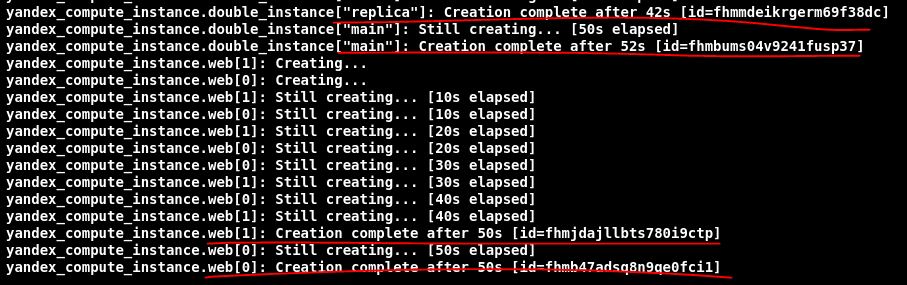 yandex_compute_instance.double_instance["replica"]: Creation complete after 42s [id=fhmmdeikrgerm69f38dc]
yandex_compute_instance.double_instance["main"]: Still creating... [50s elapsed]
yandex_compute_instance.double_instance["main"]: Creation complete after 52s [id=fhmbums04v9241fusp37]
yandex_compute_instance.web[1]: Creating...
yandex_compute_instance.web[0]: Creating...
yandex_compute_instance.web[1]: Still creating... [10s elapsed]
yandex_compute_instance.web[0]: Still creating... [10s elapsed]
yandex_compute_instance.web[1]: Still creating... [20s elapsed]
yandex_compute_instance.web[0]: Still creating... [20s elapsed]
yandex_compute_instance.web[0]: Still creating... [30s elapsed]
yandex_compute_instance.web[1]: Still creating... [30s elapsed]
yandex_compute_instance.web[0]: Still creating... [40s elapsed]
yandex_compute_instance.web[1]: Still creating... [40s elapsed]
yandex_compute_instance.web[1]: Creation complete after 50s [id=fhmjdajllbts780i9ctp]
yandex_compute_instance.web[0]: Still creating... [50s elapsed]
yandex_compute_instance.web[0]: Creation complete after 50s [id=fhmb47adsq8n9qe0fci1]